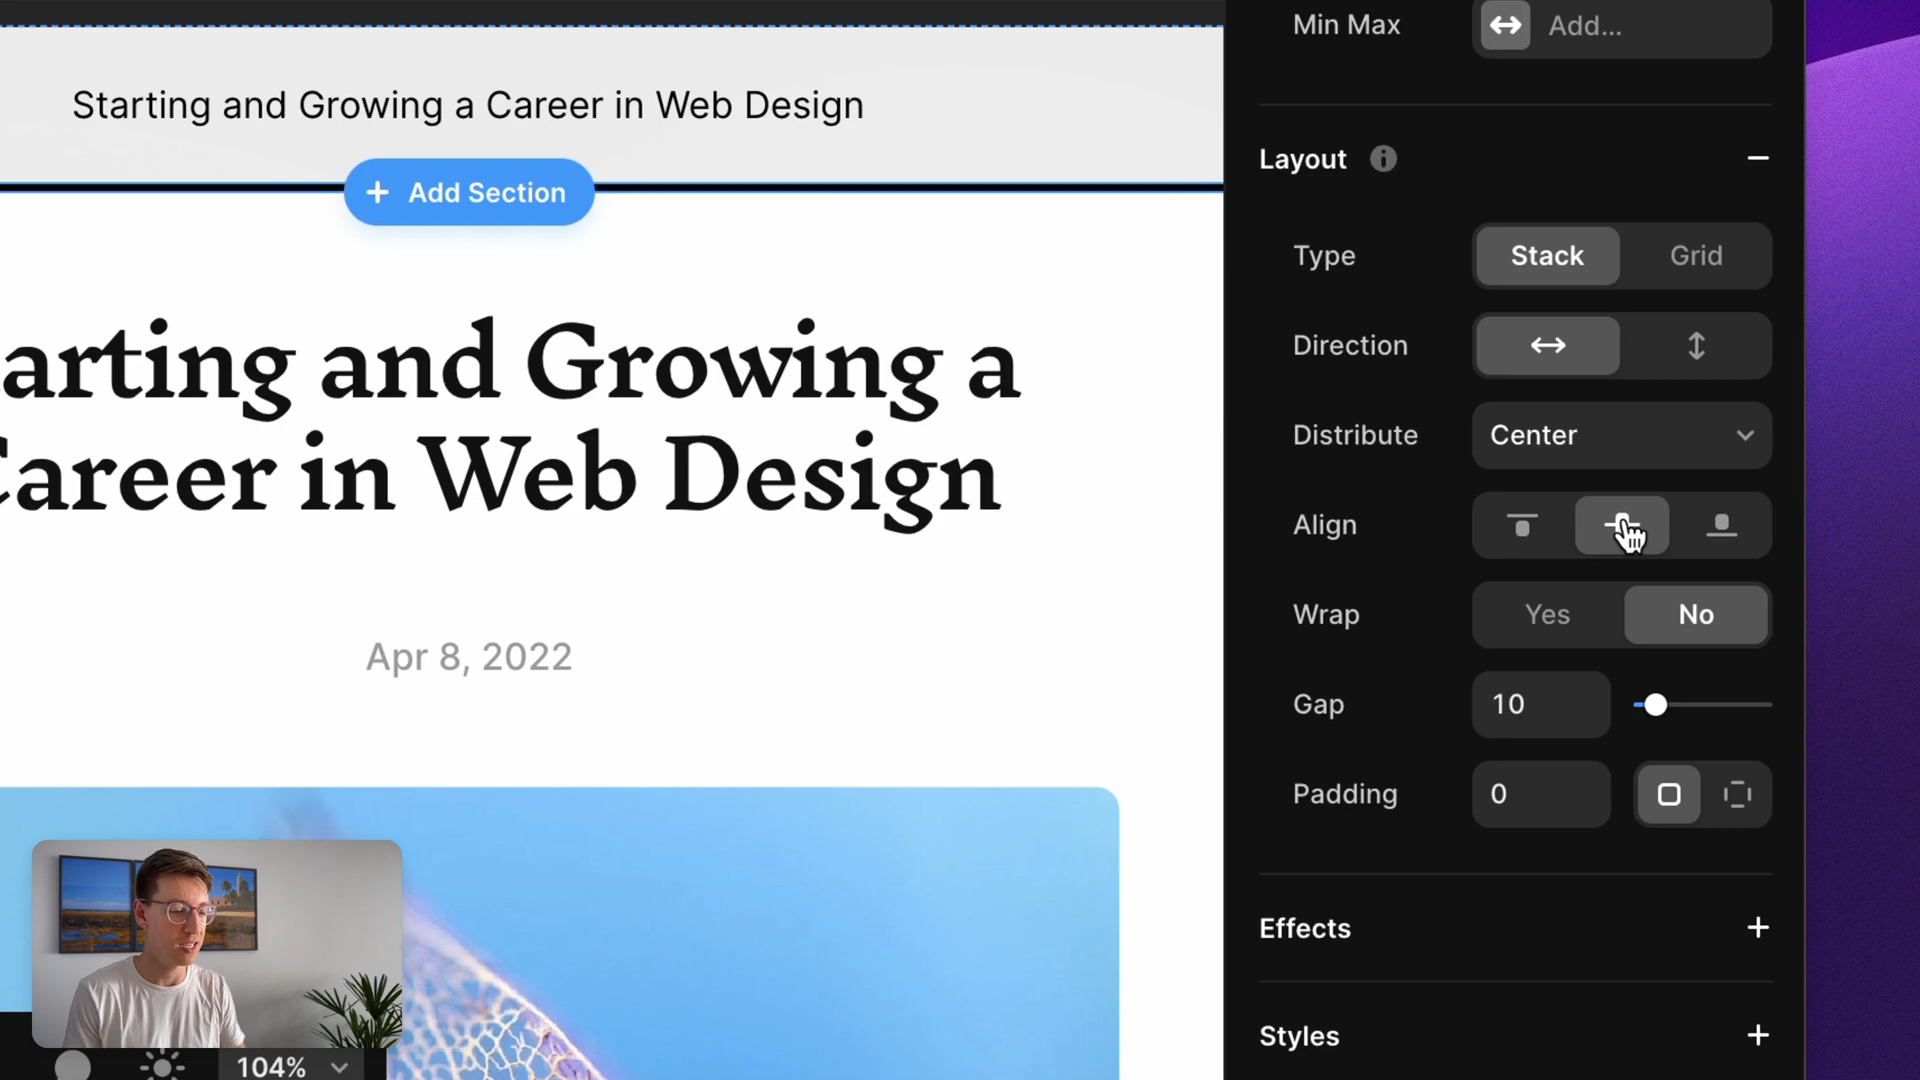 Min Max
Add...
Starting and Growing a Career in Web Design
Layout
Add Section
Type
Stack
Grid
arting and Growing a
Career in Web Design
Direction
Distribute
Center
Align
Wrap
Yes
No
Apr 8, 2022
Gap
10
Padding
0
Effects
Styles
104%